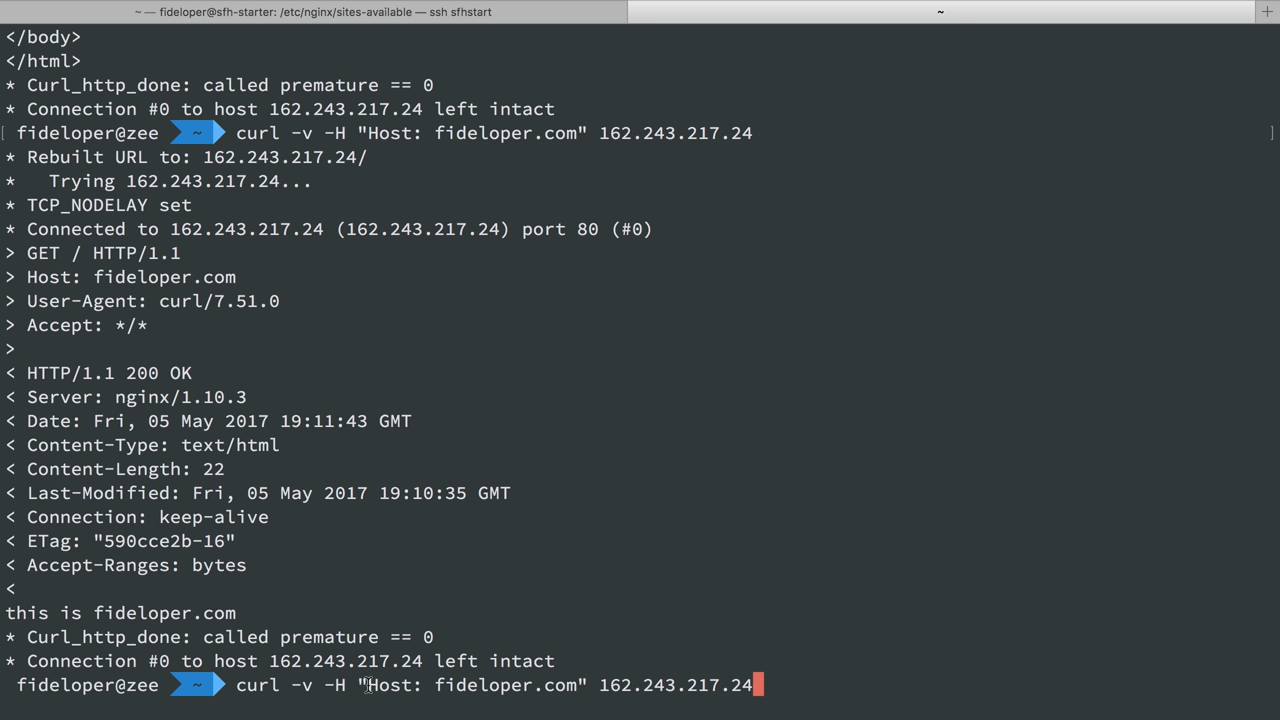 ~ — fideloper@sfh-starter: /etc/nginx/sites-available — ssh sfhstart
~
+
</body>
</html>
* Curl_http_done: called premature == 0
* Connection #0 to host 162.243.217.24 left intact
[ fideloper@zee ~ curl -v -H "Host: fideloper.com" 162.243.217.24 ]
* Rebuilt URL to: 162.243.217.24/
*   Trying 162.243.217.24...
* TCP_NODELAY set
* Connected to 162.243.217.24 (162.243.217.24) port 80 (#0)
> GET / HTTP/1.1
> Host: fideloper.com
> User-Agent: curl/7.51.0
> Accept: */*
>
< HTTP/1.1 200 OK
< Server: nginx/1.10.3
< Date: Fri, 05 May 2017 19:11:43 GMT
< Content-Type: text/html
< Content-Length: 22
< Last-Modified: Fri, 05 May 2017 19:10:35 GMT
< Connection: keep-alive
< ETag: "590cce2b-16"
< Accept-Ranges: bytes
<
this is fideloper.com
* Curl_http_done: called premature == 0
* Connection #0 to host 162.243.217.24 left intact
fideloper@zee ~ curl -v -H "Host: fideloper.com" 162.243.217.24